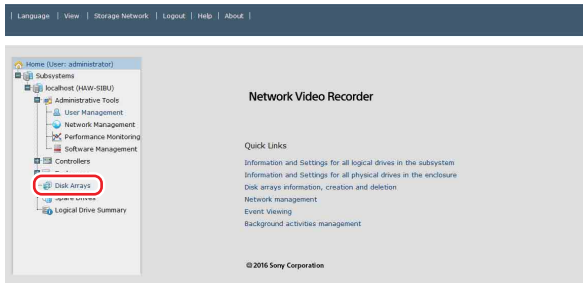 | Language | View | Storage Network | Logout | Help | About |
Home (User: administrator)
Subsystems
localhost (HAW-SIBU)
Administrative Tools
User Management
Network Management
Performance Monitoring
Software Management
Controllers
Disk Arrays
Spare Drives
Logical Drive Summary
Network Video Recorder
Quick Links
Information and Settings for all logical drives in the subsystem
Information and Settings for all physical drives in the enclosure
Disk arrays information, creation and deletion
Network management
Event Viewing
Background activities management
©2016 Sony Corporation